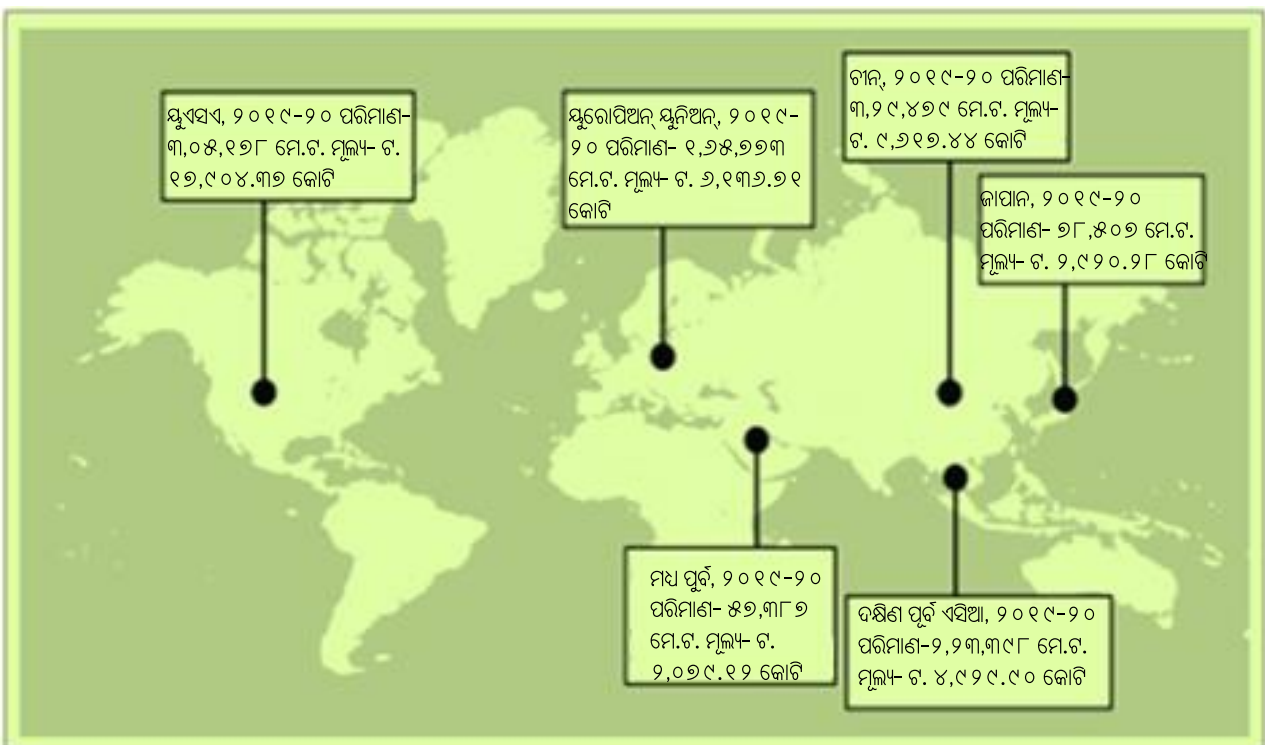 ୟୁଏସଏ, ୨୦୧୯-୨୦ ପରିମାଣ-
୩,୦୫,୧୭୮ ମେ.ଟ. ମୂଲ୍ୟ- ଟ.
୧୭,୯୦୪.୩୭ କୋଟି
ୟୁରୋପିଅନ୍ ୟୁନିଅନ୍, ୨୦୧୯-
୨୦ ପରିମାଣ- ୧,୬୫,୭୭୩
ମେ.ଟ. ମୂଲ୍ୟ- ଟ. ୬,୧୩୬.୭୧
କୋଟି
ଚୀନ୍, ୨୦୧୯-୨୦ ପରିମାଣ-
୩,୨୯,୪୭୯ ମେ.ଟ. ମୂଲ୍ୟ-
ଟ. ୯,୬୧୭.୪୪ କୋଟି
ଜାପାନ, ୨୦୧୯-୨୦
ପରିମାଣ- ୭୮,୫୦୭ ମେ.ଟ.
ମୂଲ୍ୟ- ଟ. ୨,୯୨୦.୨୮ କୋଟି
ମଧ୍ୟ ପୁର୍ବ, ୨୦୧୯-୨୦
ପରିମାଣ- ୫୭,୩୮୭
ମେ.ଟ. ମୂଲ୍ୟ- ଟ.
୨,୦୭୯.୧୨ କୋଟି
ଦକ୍ଷିଣ ପୂର୍ବ ଏସିଆ, ୨୦୧୯-୨୦
ପରିମାଣ-୨,୨୩,୩୯୮ ମେ.ଟ.
ମୂଲ୍ୟ- ଟ. ୪,୯୨୯.୯୦ କୋଟି